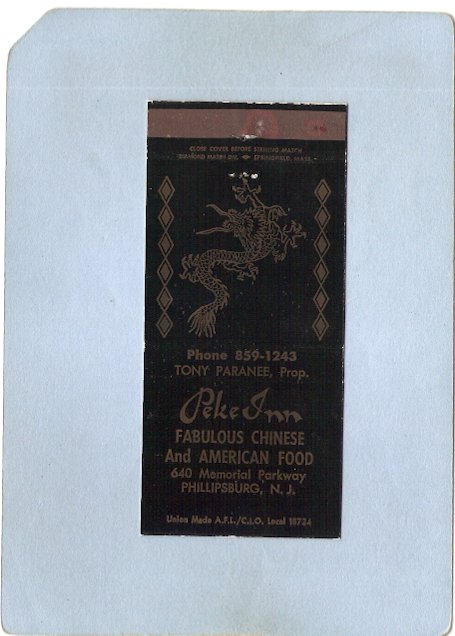 CLOSE COVER BEFORE STRIKING MATCH
DIAMOND MATCH DIV. SPRINGFIELD, MASS.
Phone 859-1243
TONY PARANEE, Prop.
Peke Inn
FABULOUS CHINESE
And AMERICAN FOOD
640 Memorial Parkway
PHILLIPSBURG, N. J.
Union Made A.F.L./C.I.O. Local 18724